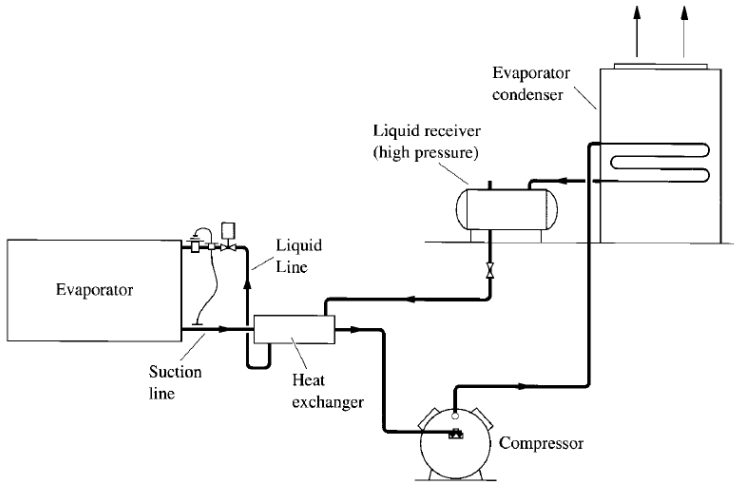 Evaporator
condenser
Liquid receiver
(high pressure)
Liquid
Line
Evaporator
Suction
line
Heat
exchanger
Compressor